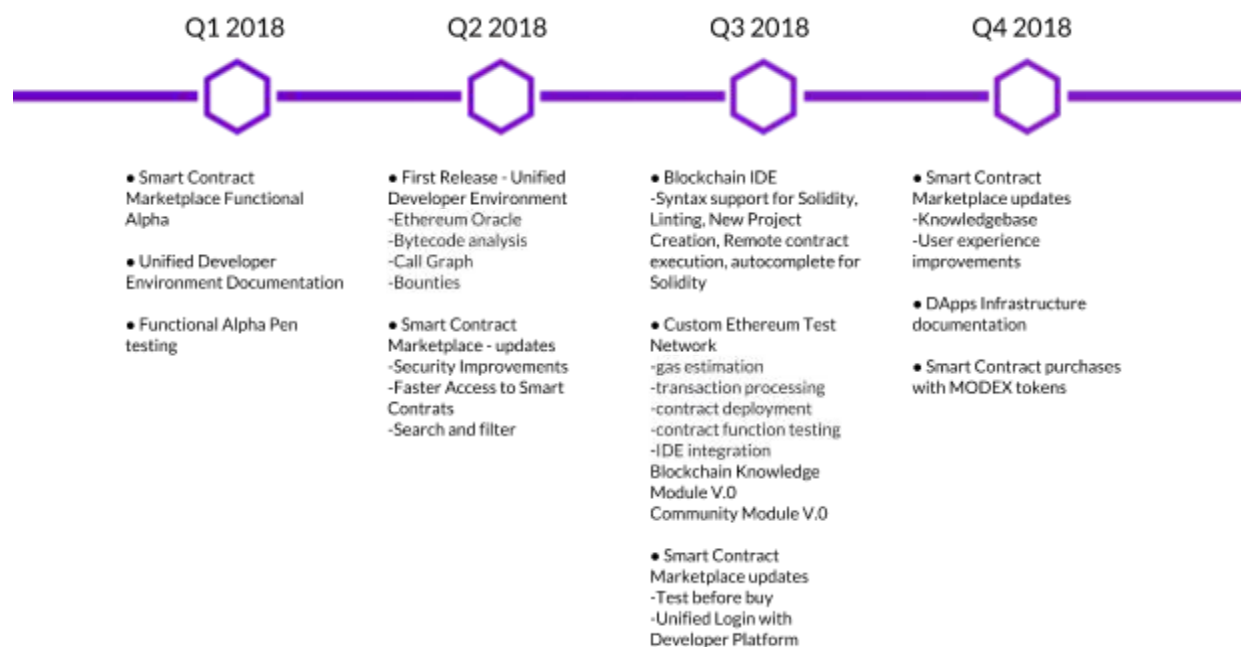 Q1 2018
● Smart Contract
Marketplace Functional
Alpha
● Unified Developer
Environment Documentation
● Functional Alpha Pen
testing
Q2 2018
● First Release - Unified
Developer Environment
-Ethereum Oracle
-Bytecode analysis
-Call Graph
-Bounties
● Smart Contract
Marketplace - updates
-Security Improvements
-Faster Access to Smart
Contrats
-Search and filter
Q3 2018
● Blockchain IDE
-Syntax support for Solidity,
Linting, New Project
Creation, Remote contract
execution, autocomplete for
Solidity
● Custom Ethereum Test
Network
-gas estimation
-transaction processing
-contract deployment
-contract function testing
-IDE integration
Blockchain Knowledge
Module V.0
Community Module V.0
● Smart Contract
Marketplace updates
-Test before buy
-Unified Login with
Developer Platform
Q4 2018
● Smart Contract
Marketplace updates
-Knowledgebase
-User experience
improvements
● DApps Infrastructure
documentation
● Smart Contract purchases
with MODEX tokens